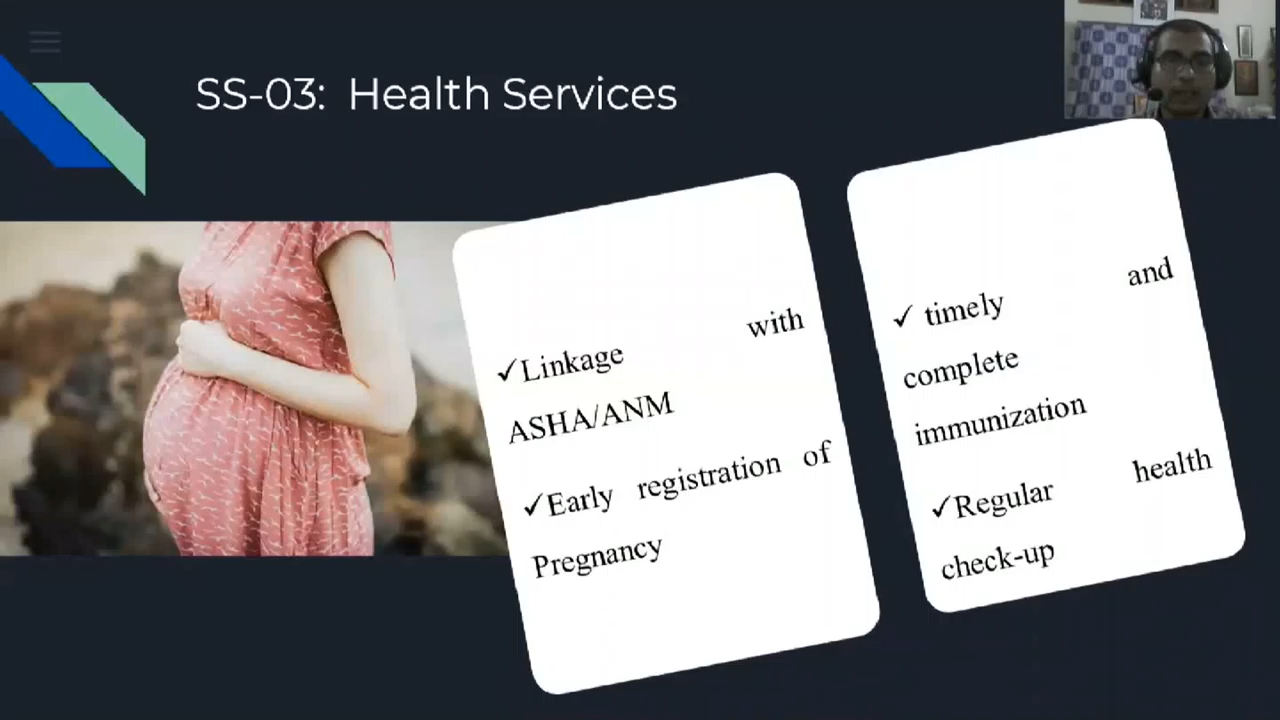 SS-03: Health Services
✓Linkage with
ASHA/ANM
✓Early registration of
Pregnancy
✓ timely and
complete
immunization
✓Regular health
check-up